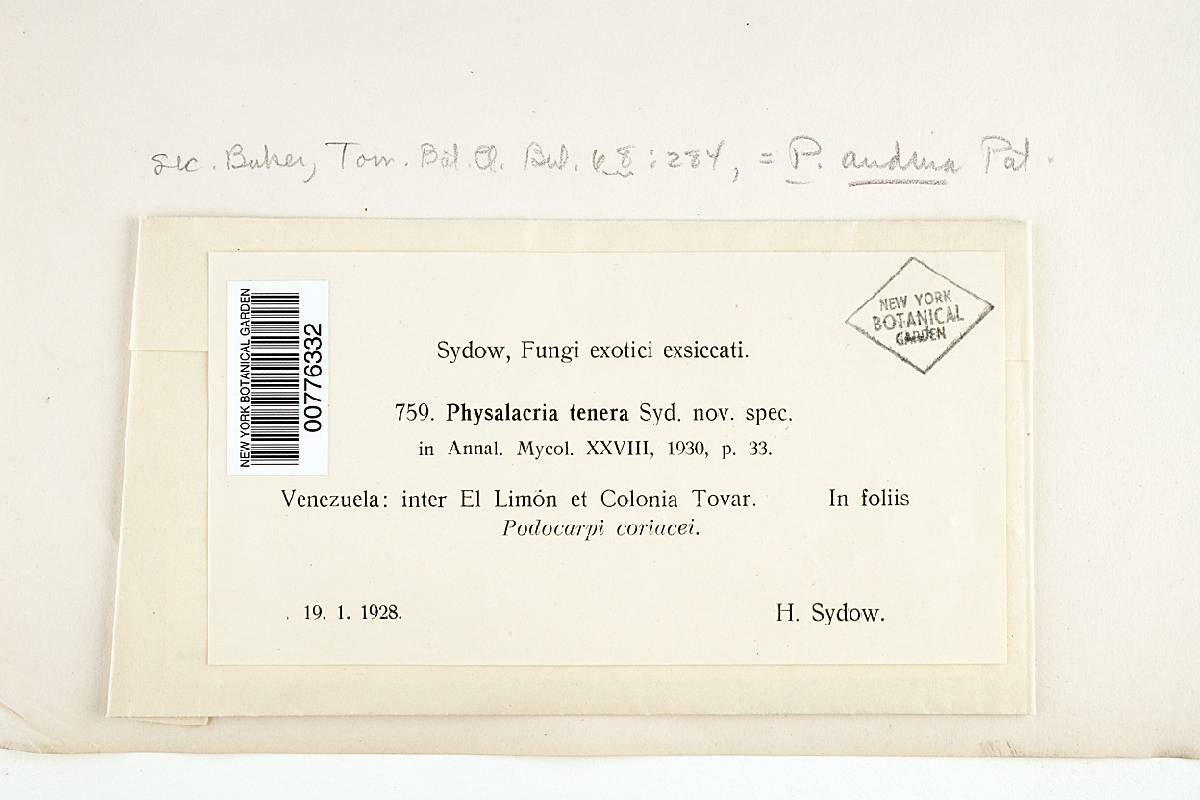 sec. Baker, Torr. Bot. Cl. Bul. 68: 284, = P. andina Pat.
NEW YORK BOTANICAL GARDEN
00776332
NEW YORK
BOTANICAL
GARDEN
Sydow, Fungi exotici exsiccati.
759. Physalacria tenera Syd. nov. spec.
in Annal. Mycol. XXVIII, 1930, p. 33.
Venezuela: inter El Limón et Colonia Tovar. In foliis
Podocarpi coriacei.
19. 1. 1928. H. Sydow.